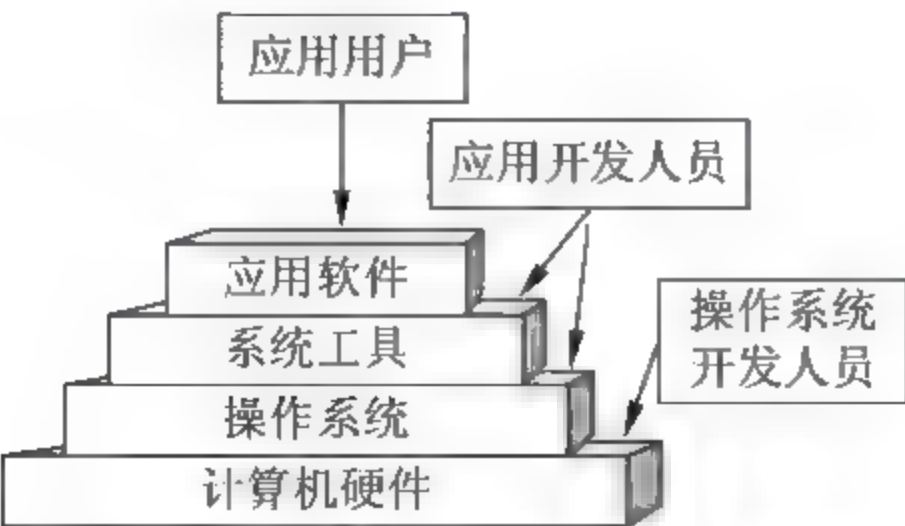 应用用户
应用开发人员
应用软件
操作系统
开发人员
系统工具
操作系统
计算机硬件